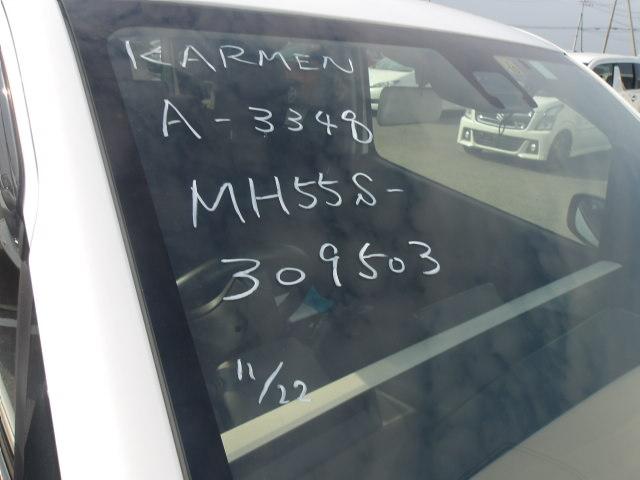 KARMEN
A-3348
MH55S-
309503
11/22